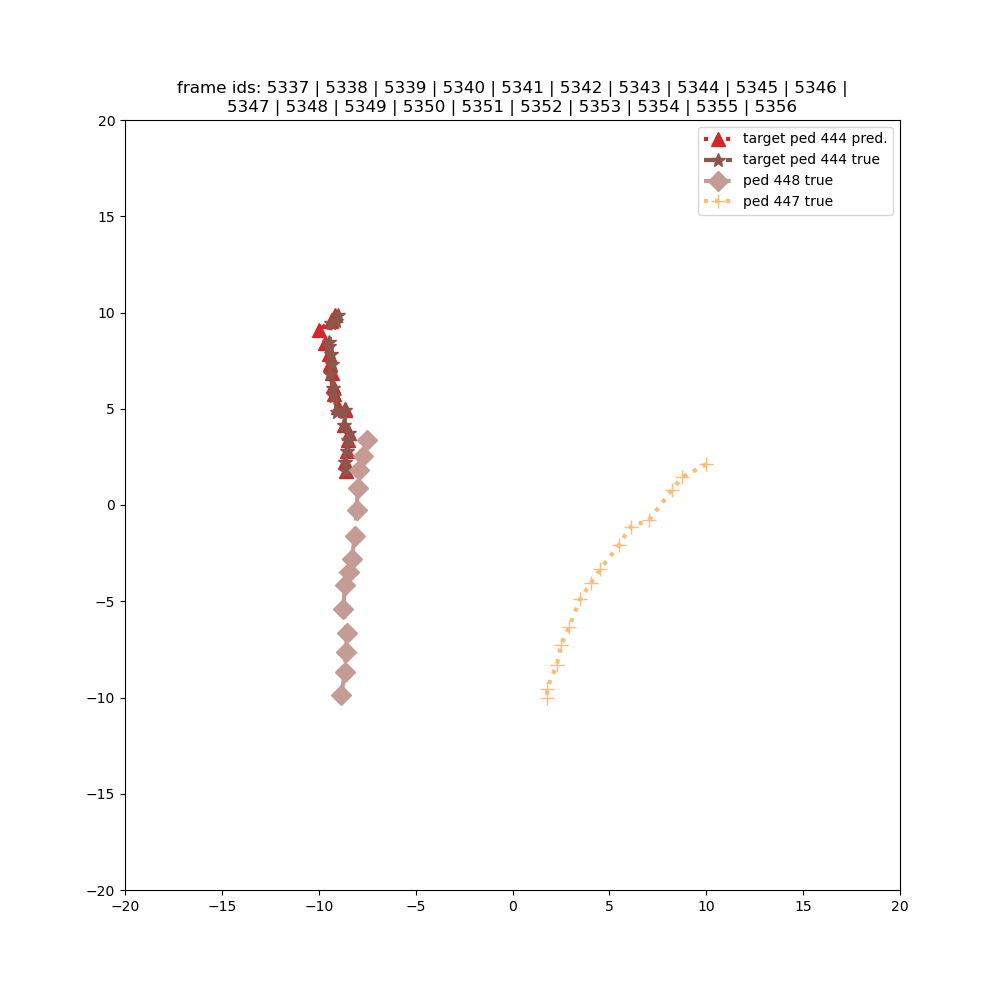 frame ids: 5337 | 5338 | 5339 | 5340 | 5341 | 5342 | 5343 | 5344 | 5345 | 5346 |
5347 | 5348 | 5349 | 5350 | 5351 | 5352 | 5353 | 5354 | 5355 | 5356
target ped 444 pred.
target ped 444 true
ped 448 true
ped 447 true
20
15
10
5
0
−5
−10
−15
−20
−20 −15 −10 −5 0 5 10 15 20